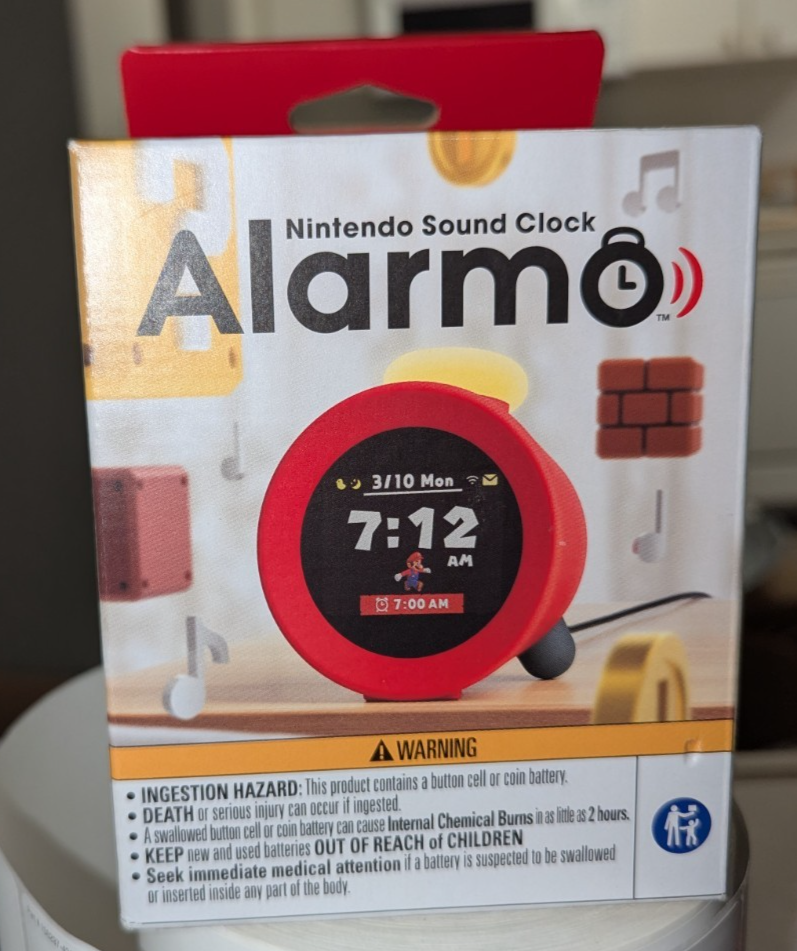 Nintendo Sound Clock
Alarmo
TM
3/10 Mon
7:12
AM
7:00 AM
WARNING
• INGESTION HAZARD: This product contains a button cell or coin battery.
• DEATH or serious injury can occur if ingested.
• A swallowed button cell or coin battery can cause Internal Chemical Burns in as little as 2 hours.
• KEEP new and used batteries OUT OF REACH of CHILDREN
• Seek immediate medical attention if a battery is suspected to be swallowed
or inserted inside any part of the body.